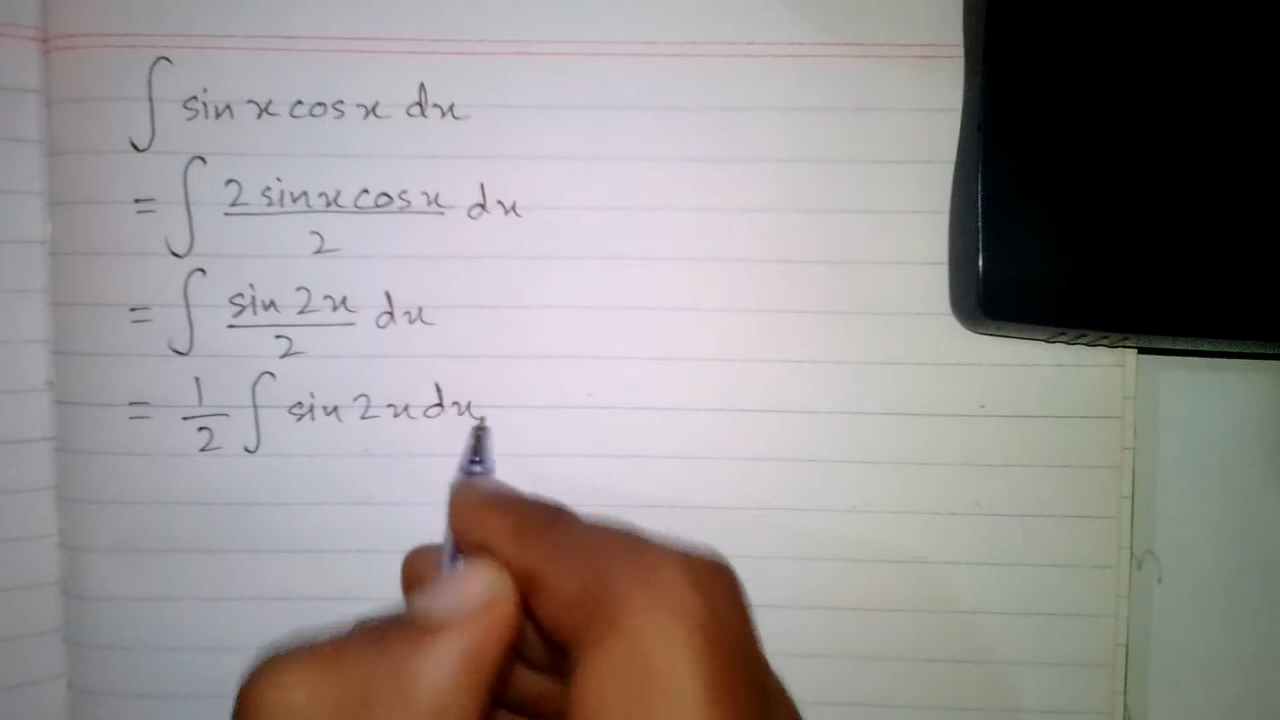 ∫ sin x cos x dx
= ∫ 2 sin x cos x / 2 dx
= ∫ sin 2x / 2 dx
= 1/2 ∫ sin 2x dx